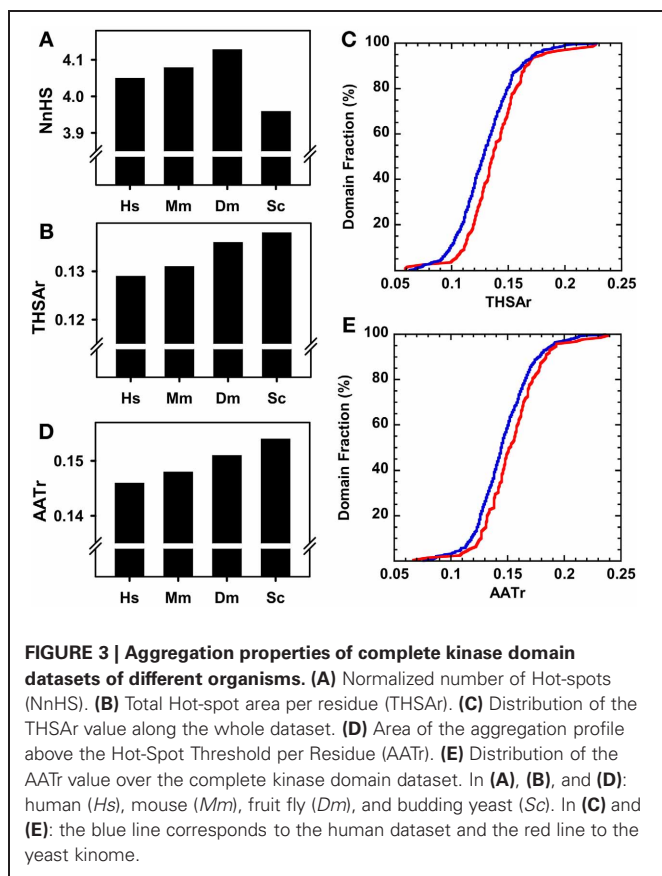 A
NnHS
4.1
4.0
3.9
Hs Mm Dm Sc
B
THSAr
0.13
0.12
Hs Mm Dm Sc
D
AATr
0.15
0.14
Hs Mm Dm Sc
C
Domain Fraction (%)
100
80
60
40
20
0.05 0.1 0.15 0.2 0.25
THSAr
E
Domain Fraction (%)
100
80
60
40
20
0.05 0.1 0.15 0.2 0.25
AATr
FIGURE 3 | Aggregation properties of complete kinase domain
datasets of different organisms. (A) Normalized number of Hot-spots
(NnHS). (B) Total Hot-spot area per residue (THSAr). (C) Distribution of the
THSAr value along the whole dataset. (D) Area of the aggregation profile
above the Hot-Spot Threshold per Residue (AATr). (E) Distribution of the
AATr value over the complete kinase domain dataset. In (A), (B), and (D):
human (Hs), mouse (Mm), fruit fly (Dm), and budding yeast (Sc). In (C) and
(E): the blue line corresponds to the human dataset and the red line to the
yeast kinome.